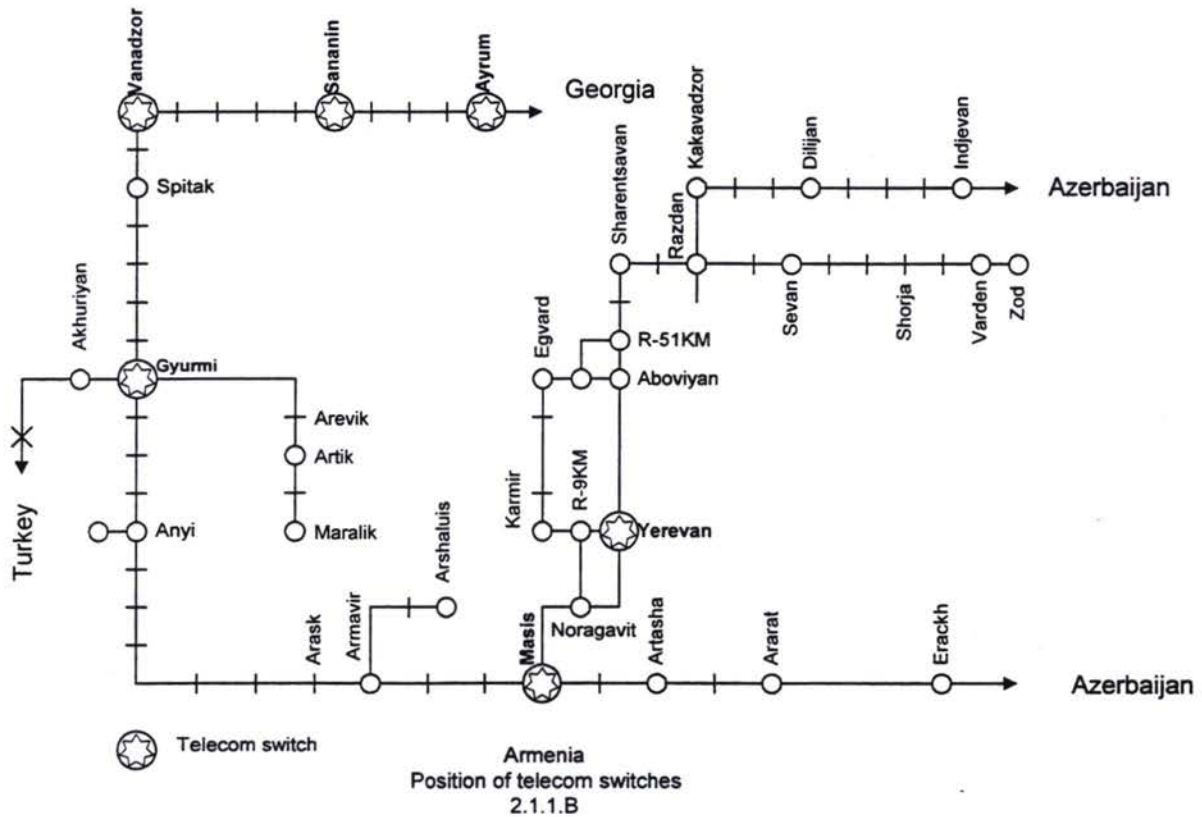 Vanadzor
Sananin
Ayrum
Georgia
Spitak
Akhuriyan
Gyurmi
Turkey
Arevik
Artik
Maralik
Anyi
Arshaluis
Arask
Armavir
Masis
Noragavit
Karmir
R-9KM
Yerevan
Egvard
Aboviyan
R-51KM
Sharentsavan
Razdan
Kakavadzor
Dilijan
Indjevan
Azerbaijan
Sevan
Shorja
Varden
Zod
Artasha
Ararat
Erackh
Azerbaijan
Telecom switch
Armenia
Position of telecom switches
2.1.1.B